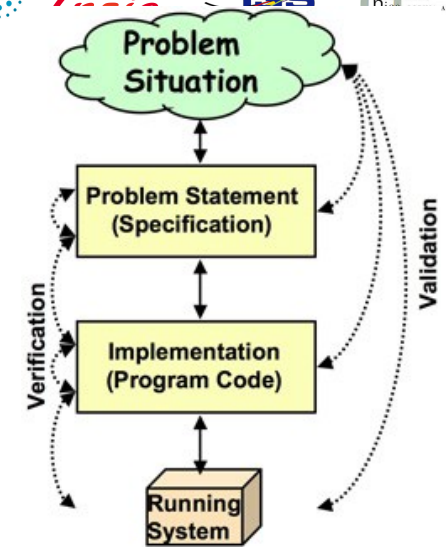 Problem
Situation
Problem Statement
(Specification)
Validation
Verification
Implementation
(Program Code)
Running
System